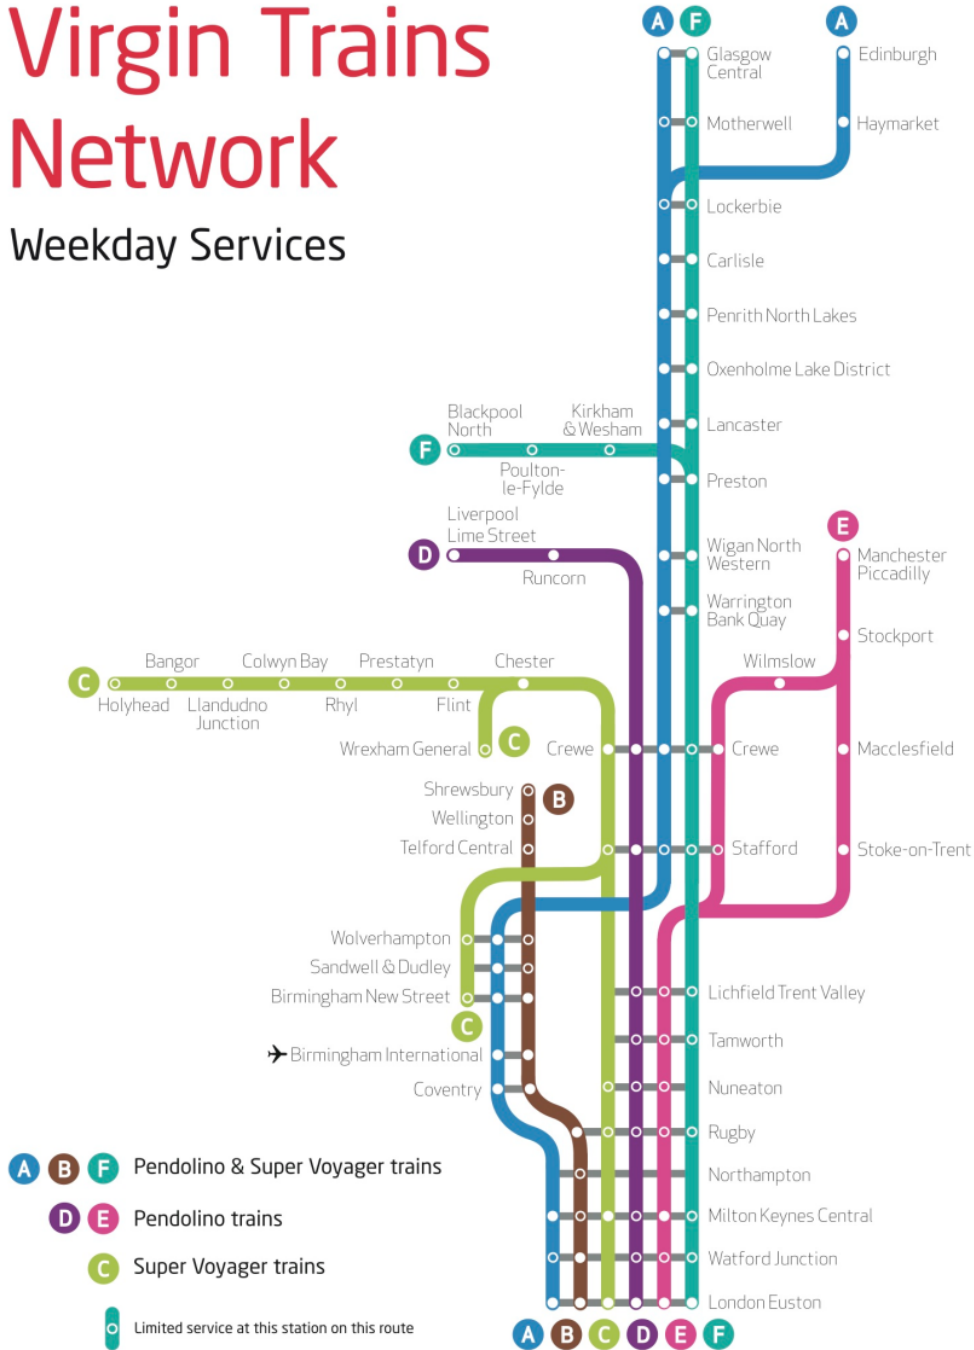 Virgin Trains
Network
Weekday Services
A F A
Glasgow
Central
Edinburgh
Motherwell
Haymarket
Lockerbie
Carlisle
Penrith North Lakes
Oxenholme Lake District
Blackpool
North
Kirkham
& Wesham
Lancaster
F
Poulton-
le-Fylde
Preston
Liverpool
Lime Street
E
D
Runcorn
Wigan North
Western
Manchester
Piccadilly
Warrington
Bank Quay
Stockport
Bangor
Colwyn Bay
Prestatyn
Chester
Wilmslow
C
Holyhead
Llandudno
Junction
Rhyl
Flint
Wrexham General
C
Crewe
Crewe
Macclesfield
Shrewsbury
B
Wellington
Telford Central
Stafford
Stoke-on-Trent
Wolverhampton
Sandwell & Dudley
Birmingham New Street
Lichfield Trent Valley
C
Tamworth
Birmingham International
Coventry
Nuneaton
Rugby
A B F Pendolino & Super Voyager trains
Northampton
D E Pendolino trains
Milton Keynes Central
C Super Voyager trains
Watford Junction
London Euston
Limited service at this station on this route
A B C D E F